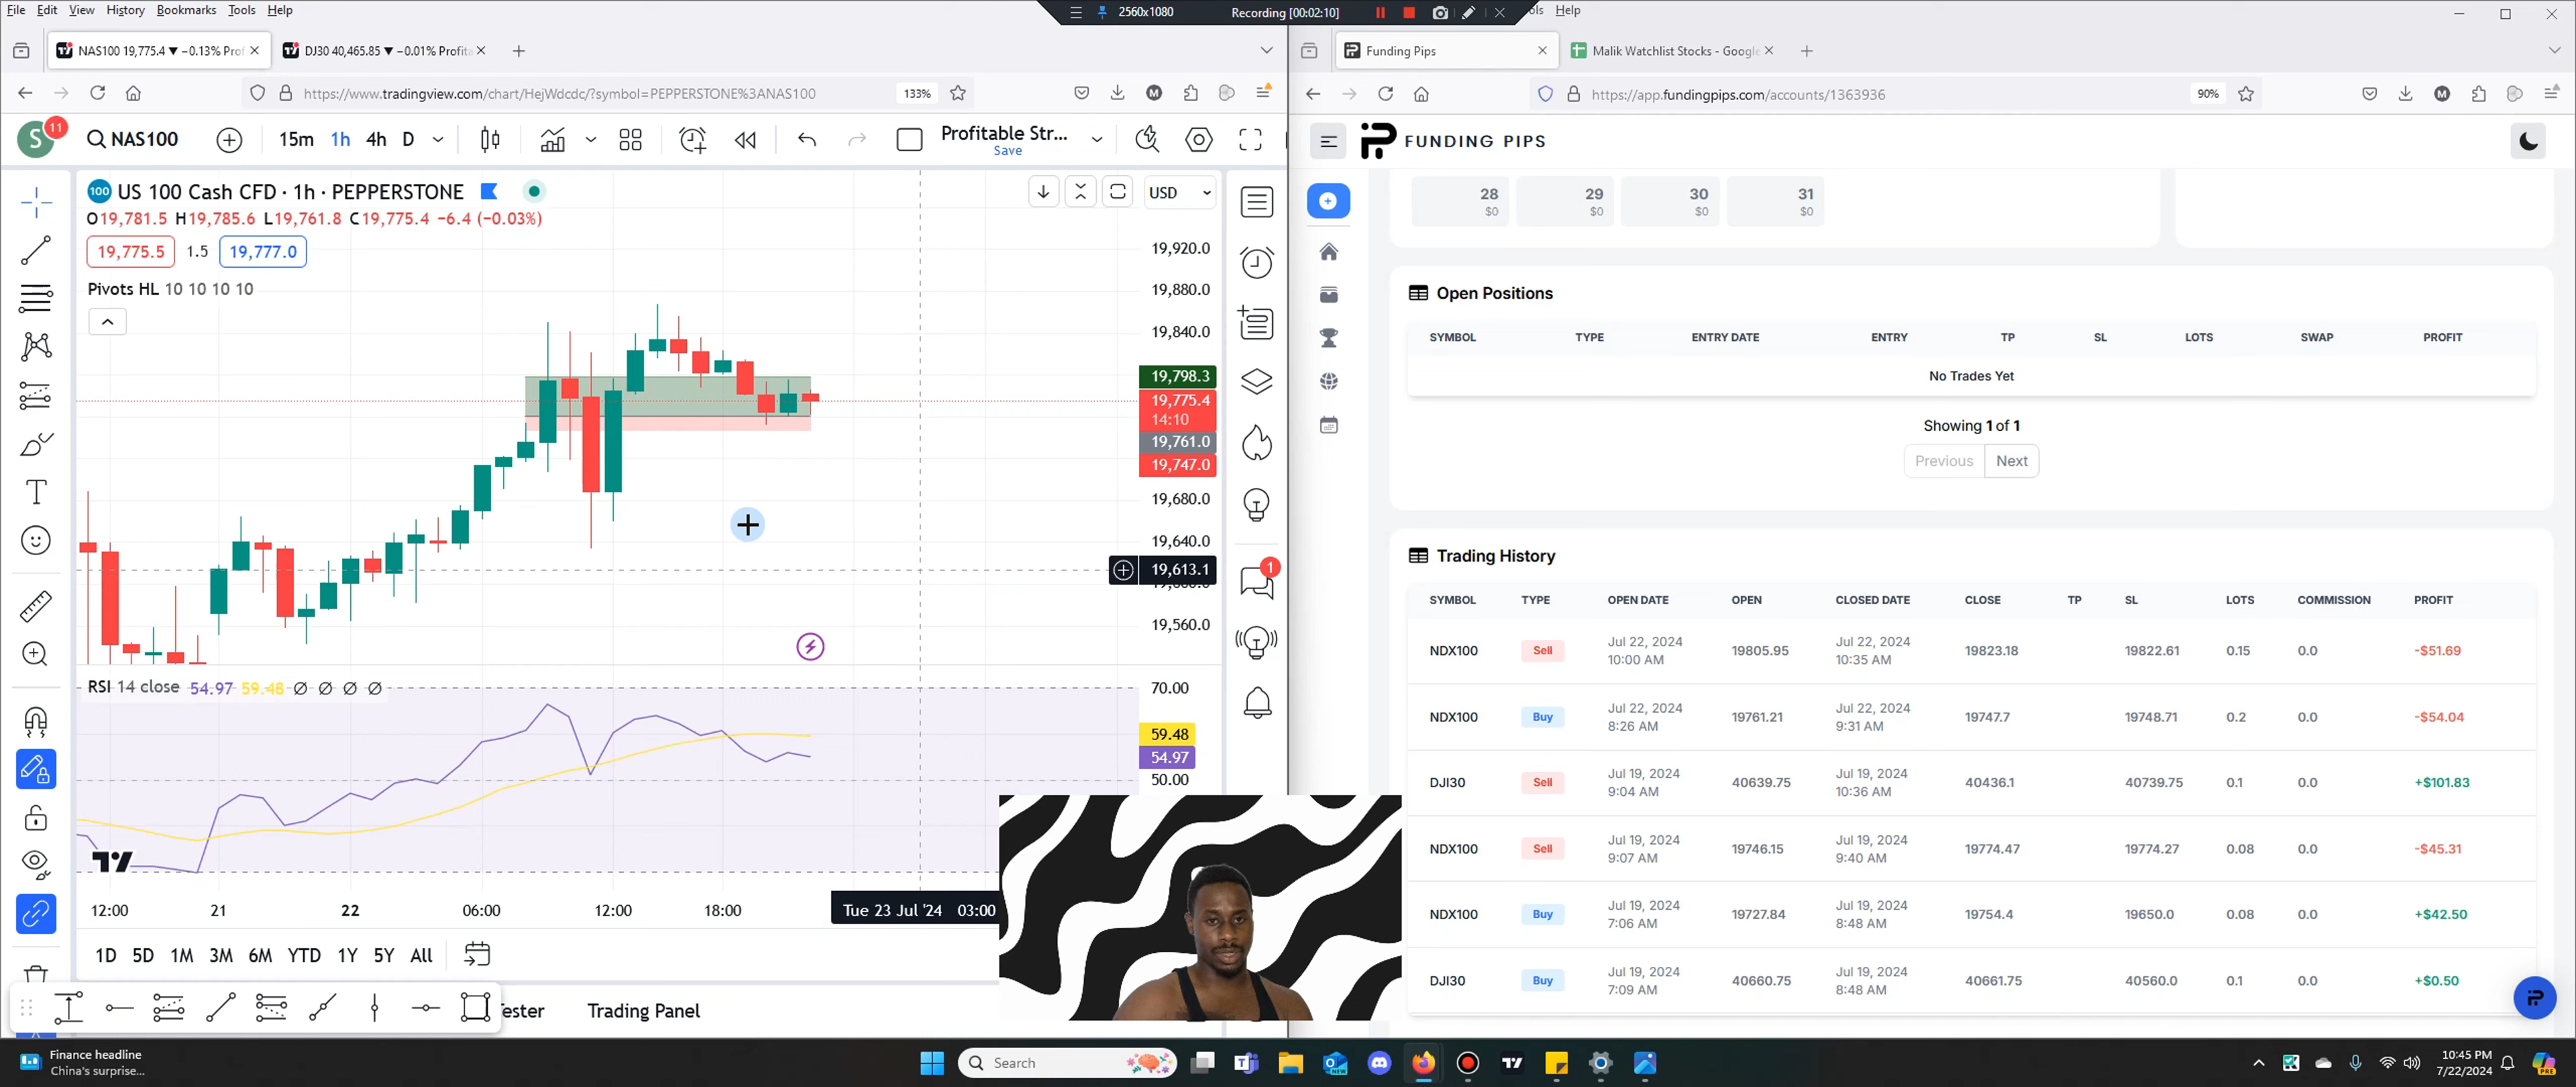 File Edit View History Bookmarks Tools Help
2560x1080 Recording [00:02:10]
ols Help
NAS100 19,775.4 ▼ −0.13% Prof
DJ30 40,465.85 ▼ −0.01% Profita
Funding Pips
Malik Watchlist Stocks - Google
https://www.tradingview.com/chart/HejWdcdc/?symbol=PEPPERSTONE%3ANAS100
133%
https://app.fundingpips.com/accounts/1363936
90%
S 11
NAS100
15m 1h 4h D
Profitable Str...
Save
FUNDING PIPS
100 US 100 Cash CFD · 1h · PEPPERSTONE
USD
O19,781.5 H19,785.6 L19,761.8 C19,775.4 −6.4 (−0.03%)
19,775.5 1.5 19,777.0
Pivots HL 10 10 10 10
19,920.0
19,880.0
19,840.0
19,798.3
19,775.4
14:10
19,761.0
19,747.0
19,680.0
19,640.0
19,613.1
19,560.0
1
RSI 14 close 54.97 59.48 ∅ ∅ ∅ ∅
70.00
59.48
54.97
50.00
12:00 21 22 06:00 12:00 18:00
Tue 23 Jul '24 03:00
1D 5D 1M 3M 6M YTD 1Y 5Y All
ester Trading Panel
28 29 30 31
$0 $0 $0 $0
Open Positions
SYMBOL TYPE ENTRY DATE ENTRY TP SL LOTS SWAP PROFIT
No Trades Yet
Showing 1 of 1
Previous Next
Trading History
SYMBOL TYPE OPEN DATE OPEN CLOSED DATE CLOSE TP SL LOTS COMMISSION PROFIT
NDX100 Sell Jul 22, 2024 10:00 AM 19805.95 Jul 22, 2024 10:35 AM 19823.18 19822.61 0.15 0.0 -$51.69
NDX100 Buy Jul 22, 2024 8:26 AM 19761.21 Jul 22, 2024 9:31 AM 19747.7 19748.71 0.2 0.0 -$54.04
DJI30 Sell Jul 19, 2024 9:04 AM 40639.75 Jul 19, 2024 10:36 AM 40436.1 40739.75 0.1 0.0 +$101.83
NDX100 Sell Jul 19, 2024 9:07 AM 19746.15 Jul 19, 2024 9:40 AM 19774.47 19774.27 0.08 0.0 -$45.31
NDX100 Buy Jul 19, 2024 7:06 AM 19727.84 Jul 19, 2024 8:48 AM 19754.4 19650.0 0.08 0.0 +$42.50
DJI30 Buy Jul 19, 2024 7:09 AM 40660.75 Jul 19, 2024 8:48 AM 40661.75 40560.0 0.1 0.0 +$0.50
Finance headline
China's surprise...
Search
10:45 PM
7/22/2024